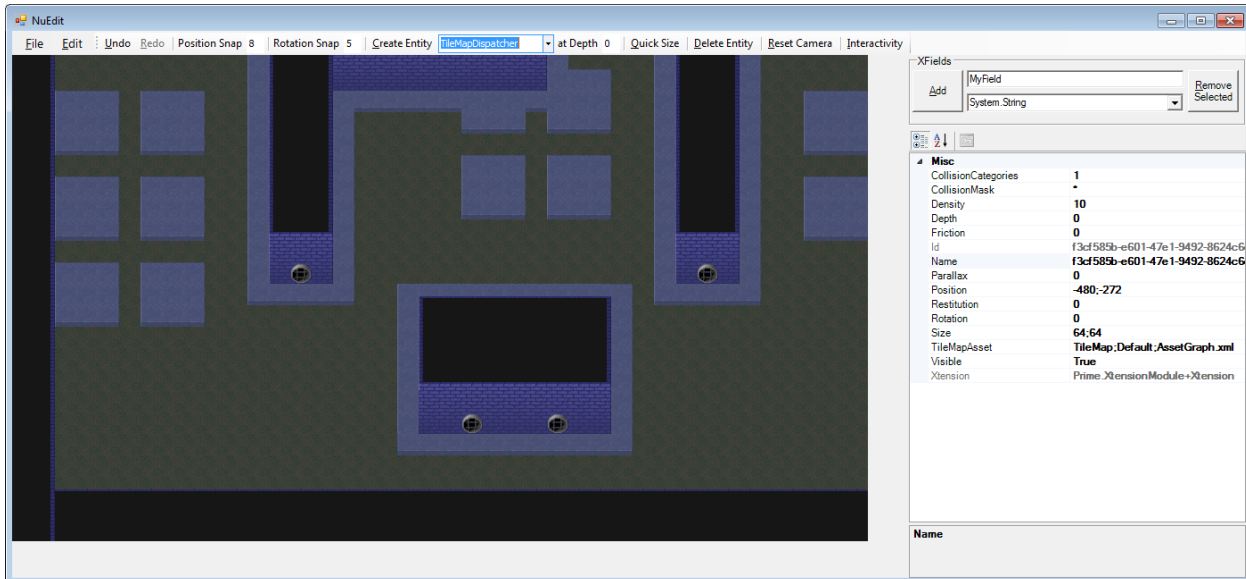 NuEdit
File Edit Undo Redo Position Snap 8 Rotation Snap 5 Create Entity TileMapDispatcher at Depth 0 Quick Size Delete Entity Reset Camera Interactivity
XFields
Add
MyField
System.String
Remove Selected
Misc
CollisionCategories 1
CollisionMask *
Density 10
Depth 0
Friction 0
Id f3cf585b-e601-47e1-9492-8624c6
Name f3cf585b-e601-47e1-9492-8624c6
Parallax 0
Position -480;-272
Restitution 0
Rotation 0
Size 64;64
TileMapAsset TileMap;Default;AssetGraph.xml
Visible True
Xtension Prime.XtensionModule+Xtension
Name